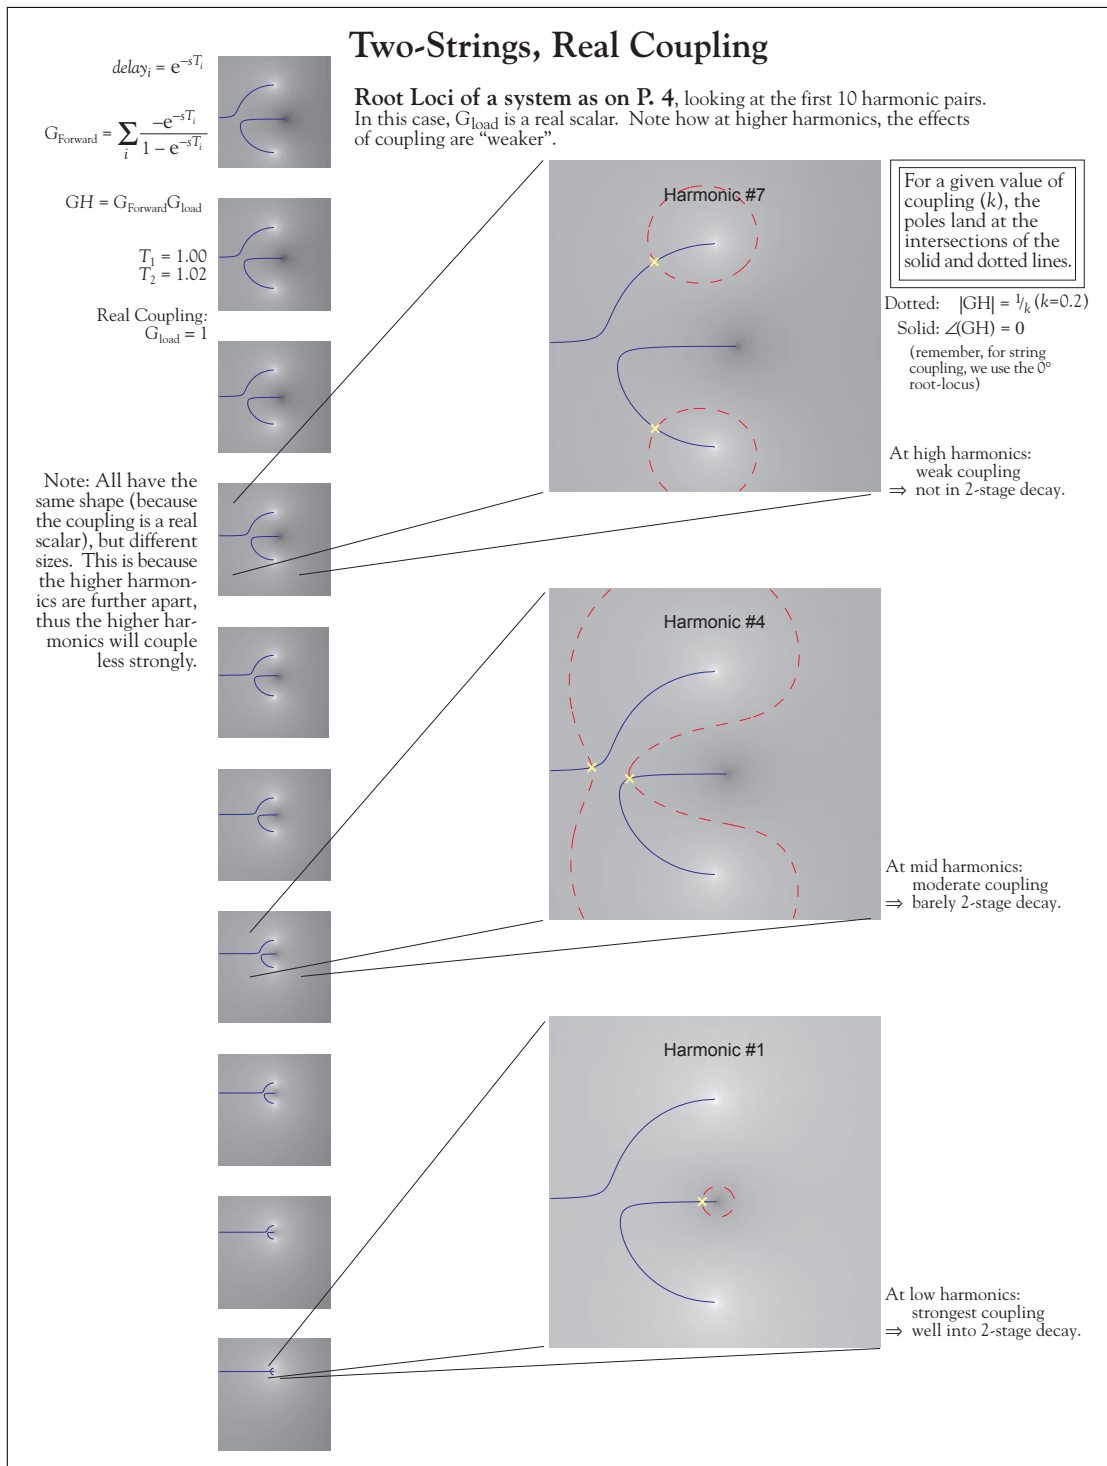 Two-Strings, Real Coupling
delay_i = e^{-sT_i}
G_Forward = ∑_i -e^{-sT_i} / (1 - e^{-sT_i})
GH = G_Forward G_load
T_1 = 1.00
T_2 = 1.02
Real Coupling:
G_load = 1
Root Loci of a system as on P. 4, looking at the first 10 harmonic pairs.
In this case, G_load is a real scalar. Note how at higher harmonics, the effects
of coupling are “weaker”.
Harmonic #7
For a given value of
coupling (k), the
poles land at the
intersections of the
solid and dotted lines.
Dotted: |GH| = 1/k (k=0.2)
Solid: ∠(GH) = 0
(remember, for string
coupling, we use the 0°
root-locus)
At high harmonics:
weak coupling
⇒ not in 2-stage decay.
Note: All have the
same shape (because
the coupling is a real
scalar), but different
sizes. This is because
the higher harmon-
ics are further apart,
thus the higher har-
monics will couple
less strongly.
Harmonic #4
At mid harmonics:
moderate coupling
⇒ barely 2-stage decay.
Harmonic #1
At low harmonics:
strongest coupling
⇒ well into 2-stage decay.